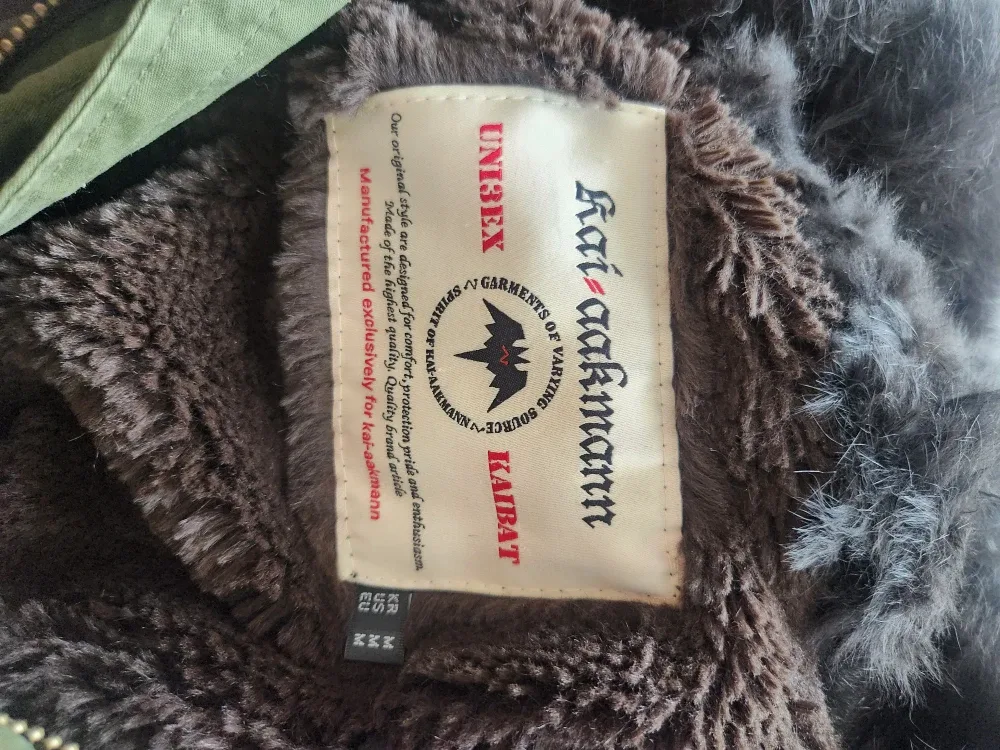 kai-aakmann
UNI3EX
KAIBAT
GARMENTS OF VARYING SOURCE
SPIRIT OF KAI-AAKMANN
Our original style are designed for comfort, protection pride and enthusiasm.
Made of the highest quality. Quality brand article
Manufactured exclusively for kai-aakmann
KR M
US M
EU M